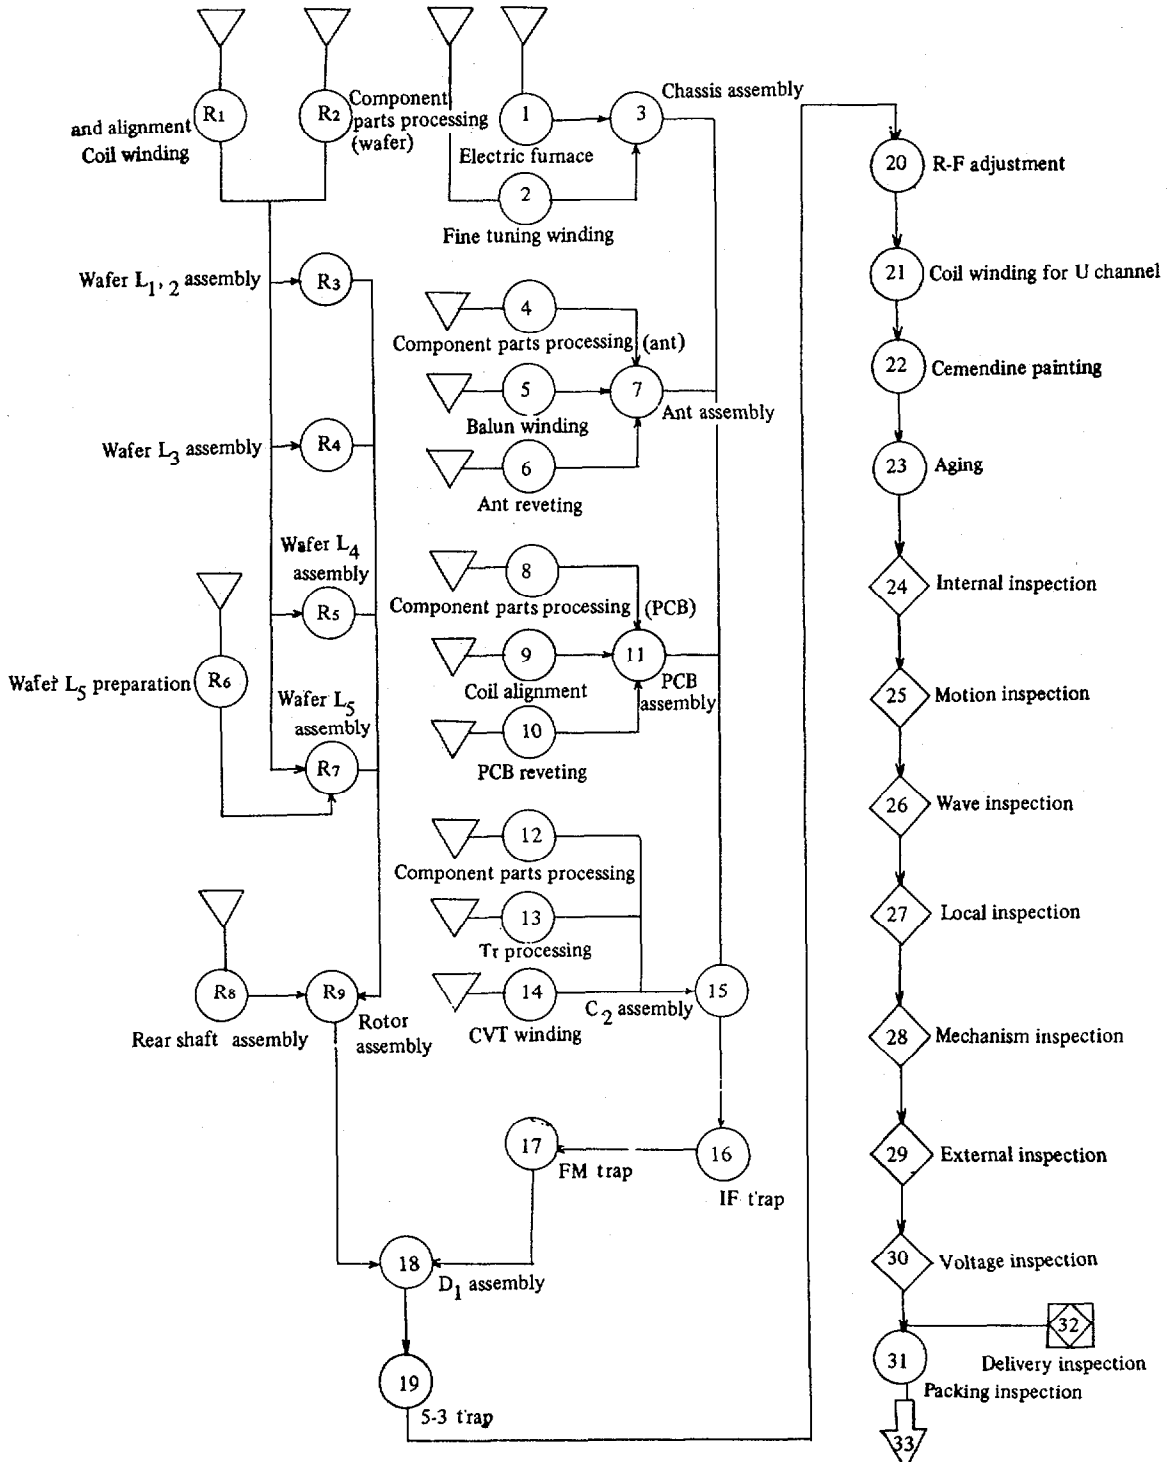 R1
and alignment
Coil winding
R2
Component
parts processing
(wafer)
1
Electric furnace
2
Fine tuning winding
3
Chassis assembly
Wafer L1, 2 assembly
R3
Wafer L3 assembly
R4
Wafer L4
assembly
R5
Wafer L5 preparation
R6
Wafer L5
assembly
R7
R8
Rear shaft assembly
R9
Rotor
assembly
4
Component parts processing (ant)
5
Balun winding
6
Ant reveting
7
Ant assembly
8
Component parts processing (PCB)
9
Coil alignment
10
PCB reveting
11
PCB
assembly
12
Component parts processing
13
Tr processing
14
CVT winding
C2 assembly
15
16
IF trap
17
FM trap
18
D1 assembly
19
5-3 trap
20
R-F adjustment
21
Coil winding for U channel
22
Cemendine painting
23
Aging
24
Internal inspection
25
Motion inspection
26
Wave inspection
27
Local inspection
28
Mechanism inspection
29
External inspection
30
Voltage inspection
32
Delivery inspection
31
Packing inspection
33